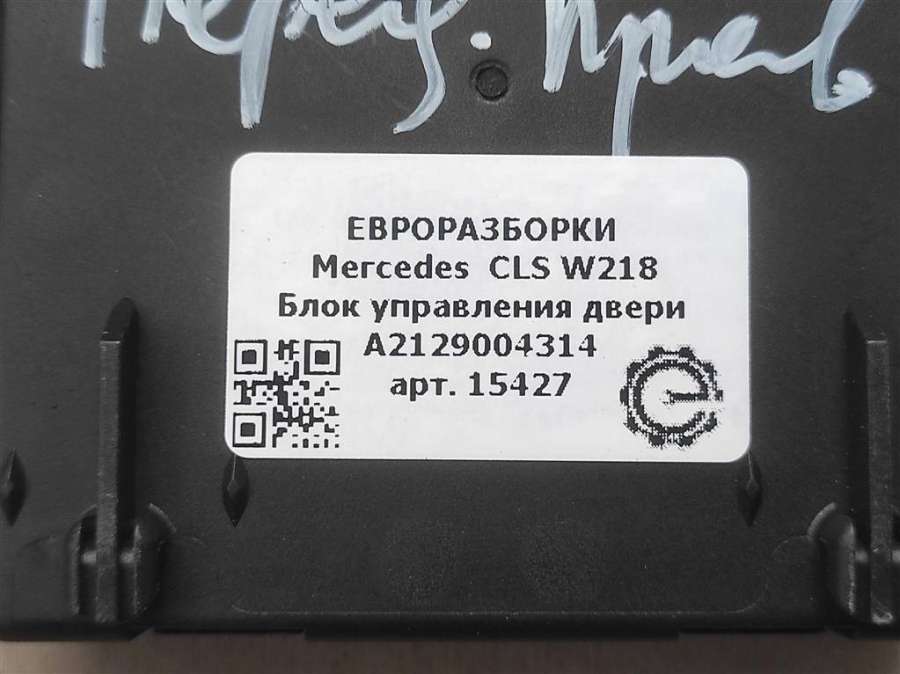 Перед. прав.
ЕВРОРАЗБОРКИ
Mercedes CLS W218
Блок управления двери
A2129004314
арт. 15427